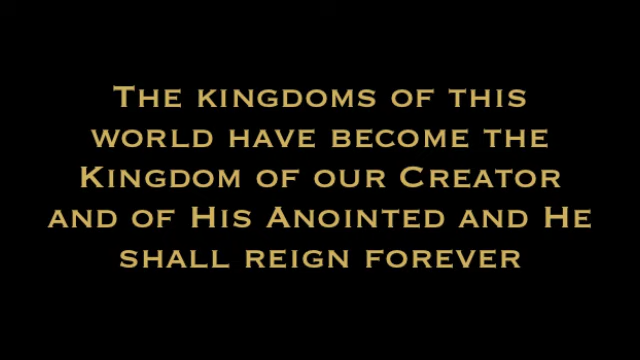 The kingdoms of this
world have become the
Kingdom of our Creator
and of His Anointed and He
shall reign forever